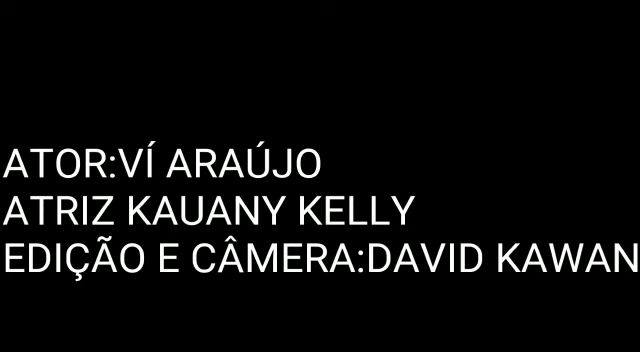 ATOR:VÍ ARAÚJO
ATRIZ KAUANY KELLY
EDIÇÃO E CÂMERA:DAVID KAWAN